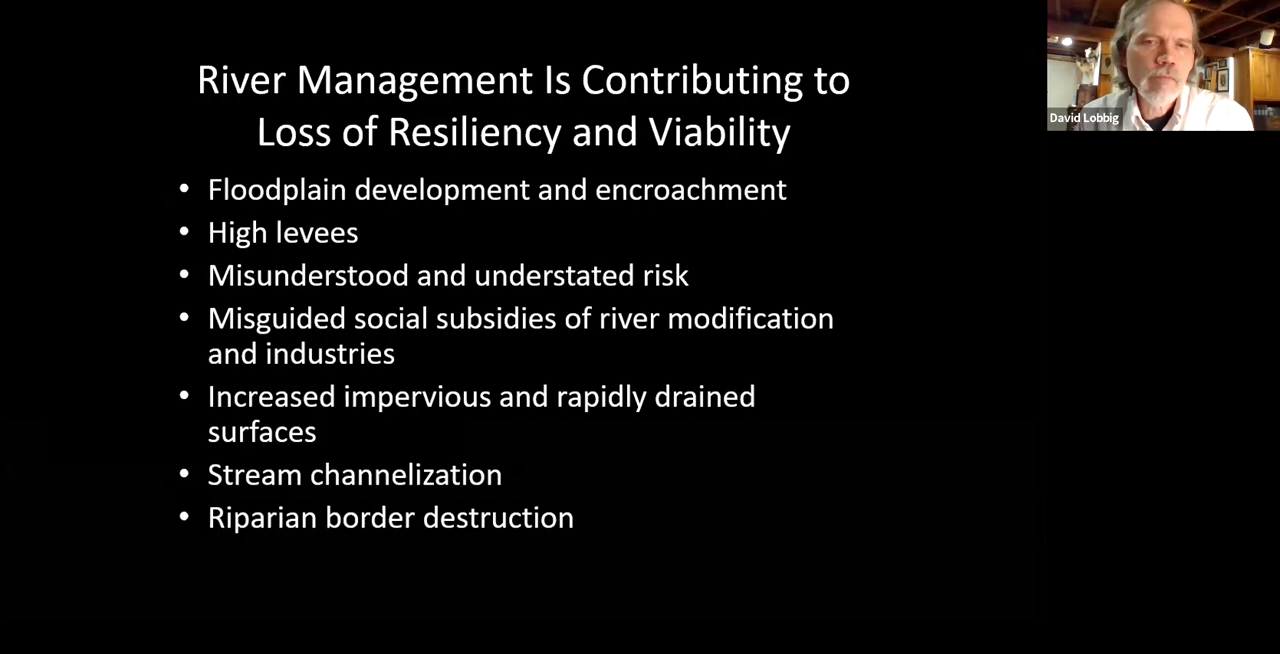 River Management Is Contributing to
Loss of Resiliency and Viability
• Floodplain development and encroachment
• High levees
• Misunderstood and understated risk
• Misguided social subsidies of river modification
and industries
• Increased impervious and rapidly drained
surfaces
• Stream channelization
• Riparian border destruction
David Lobbig